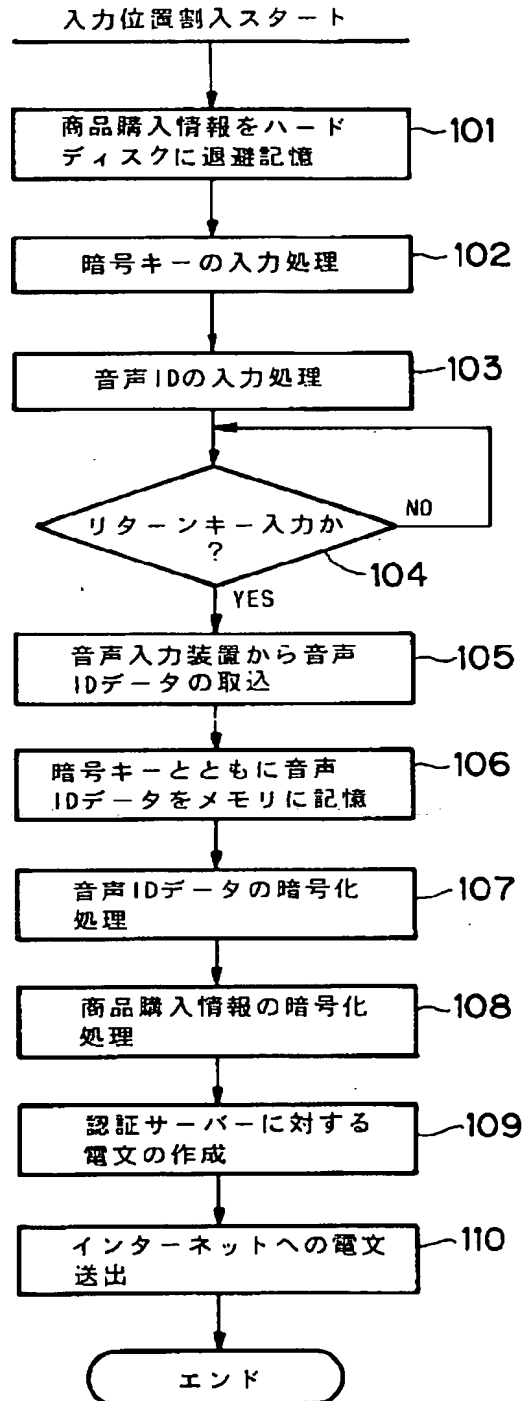 入力位置割入スタート
商品購入情報をハード
ディスクに退避記憶
101
暗号キーの入力処理
102
音声IDの入力処理
103
リターンキー入力か
?
NO
104
YES
音声入力装置から音声
IDデータの取込
105
暗号キーとともに音声
IDデータをメモリに記憶
106
音声IDデータの暗号化
処理
107
商品購入情報の暗号化
処理
108
認証サーバーに対する
電文の作成
109
インターネットへの電文
送出
110
エンド